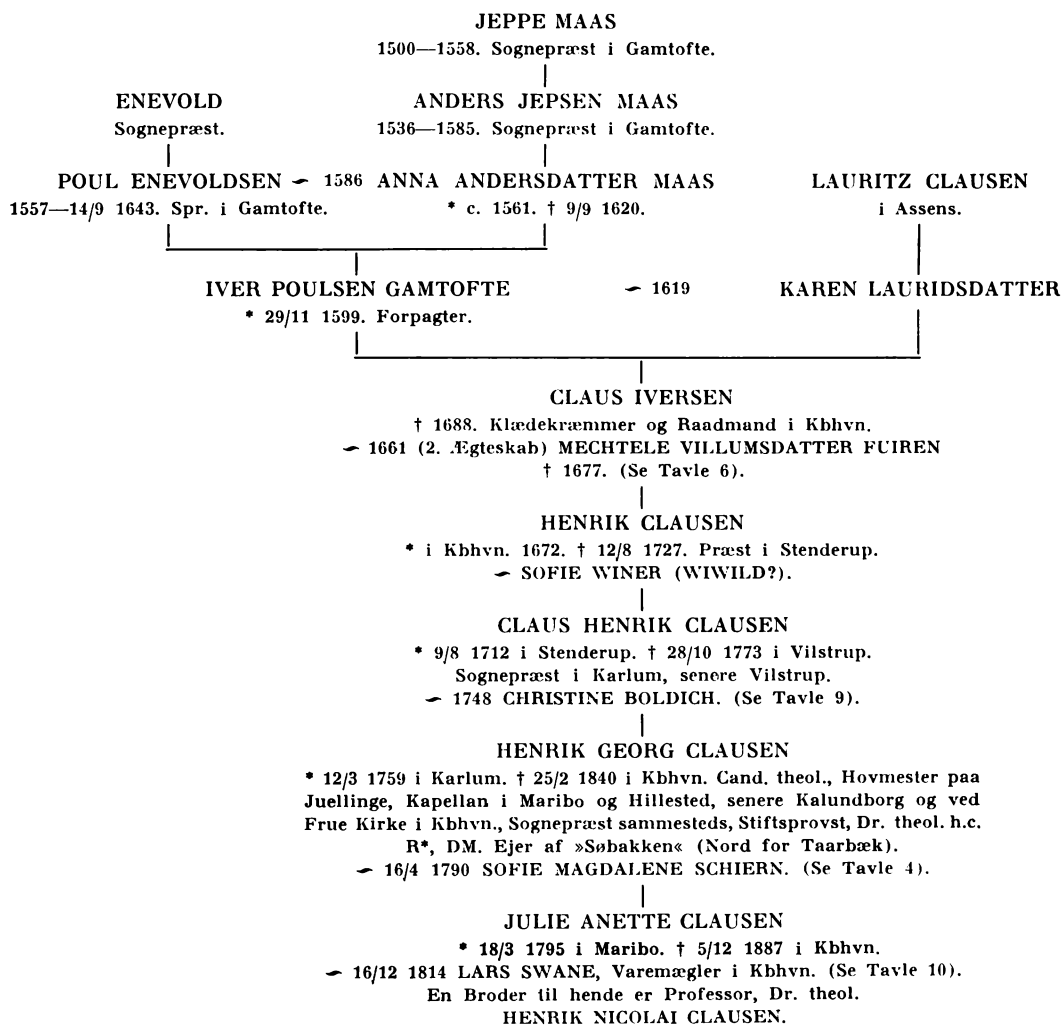 JEPPE MAAS
1500—1558. Sognepræst i Gamtofte.
ENEVOLD
Sognepræst.
ANDERS JEPSEN MAAS
1536—1585. Sognepræst i Gamtofte.
POUL ENEVOLDSEN ~ 1586 ANNA ANDERSDATTER MAAS
1557—14/9 1643. Spr. i Gamtofte.
* c. 1561. † 9/9 1620.
LAURITZ CLAUSEN
i Assens.
IVER POULSEN GAMTOFTE ~ 1619 KAREN LAURIDSDATTER
* 29/11 1599. Forpagter.
CLAUS IVERSEN
† 1688. Klædekræmmer og Raadmand i Kbhvn.
~ 1661 (2. Ægteskab) MECHTELE VILLUMSDATTER FUIREN
† 1677. (Se Tavle 6).
HENRIK CLAUSEN
* i Kbhvn. 1672. † 12/8 1727. Præst i Stenderup.
~ SOFIE WINER (WIWILD?).
CLAUS HENRIK CLAUSEN
* 9/8 1712 i Stenderup. † 28/10 1773 i Vilstrup.
Sognepræst i Karlum, senere Vilstrup.
~ 1748 CHRISTINE BOLDICH. (Se Tavle 9).
HENRIK GEORG CLAUSEN
* 12/3 1759 i Karlum. † 25/2 1840 i Kbhvn. Cand. theol., Hovmester paa
Juellinge, Kapellan i Maribo og Hillested, senere Kalundborg og ved
Frue Kirke i Kbhvn., Sognepræst sammesteds, Stiftsprovst, Dr. theol. h.c.
R*, DM. Ejer af »Søbakken« (Nord for Taarbæk).
~ 16/4 1790 SOFIE MAGDALENE SCHIERN. (Se Tavle 4).
JULIE ANETTE CLAUSEN
* 18/3 1795 i Maribo. † 5/12 1887 i Kbhvn.
~ 16/12 1814 LARS SWANE, Varemægler i Kbhvn. (Se Tavle 10).
En Broder til hende er Professor, Dr. theol.
HENRIK NICOLAI CLAUSEN.